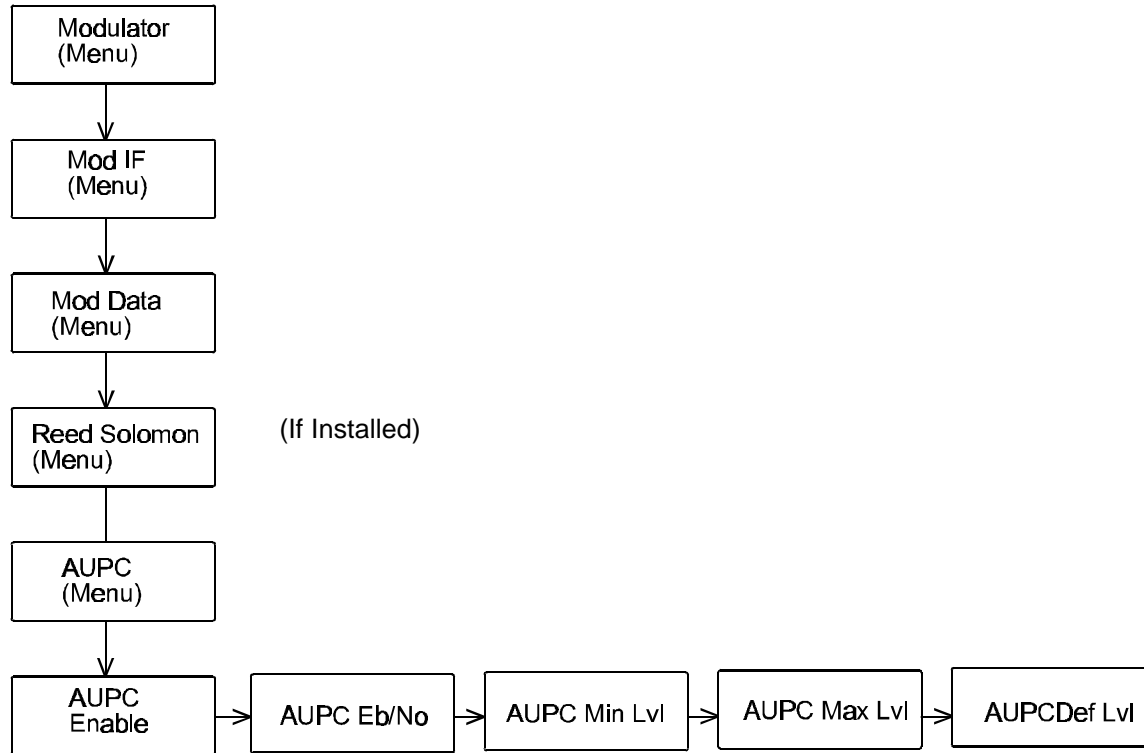 Modulator
(Menu)
Mod IF
(Menu)
Mod Data
(Menu)
Reed Solomon
(Menu)
(If Installed)
AUPC
(Menu)
AUPC
Enable
AUPC Eb/No
AUPC Min Lvl
AUPC Max Lvl
AUPCDef Lvl